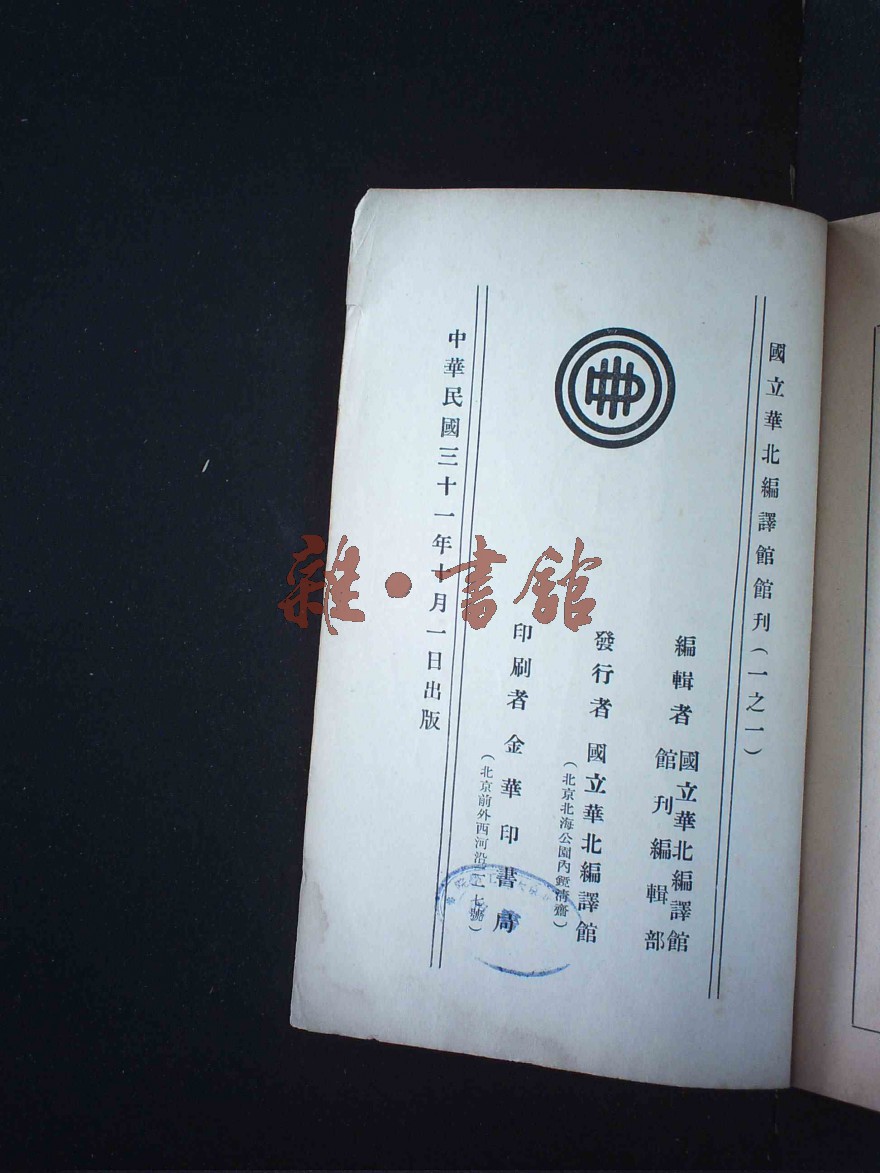 國立華北編譯館館刊(一之一)
編輯者 國立華北編譯館
館刊編輯部
發行者 國立華北編譯館
(北京北海公園內鏡清齋)
印刷者 金華印書局
(北京前外西河沿
七號)
中華民國三十一年十月一日出版
雜·書館